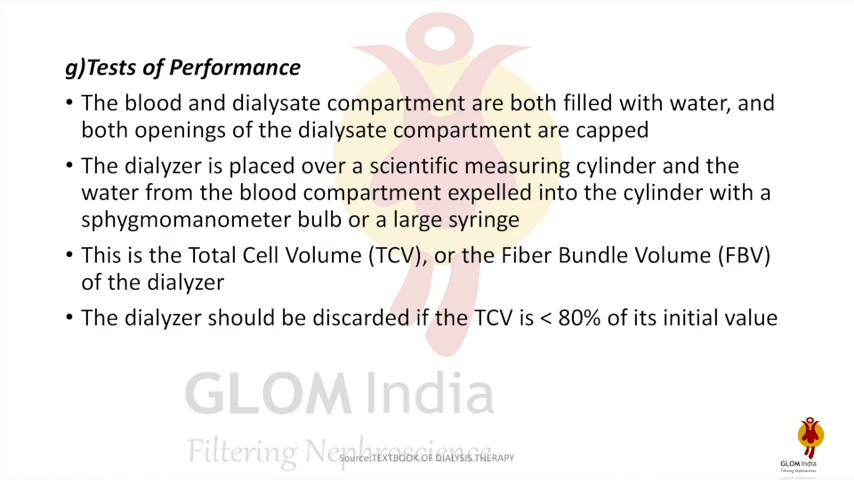 g)Tests of Performance
• The blood and dialysate compartment are both filled with water, and
both openings of the dialysate compartment are capped
• The dialyzer is placed over a scientific measuring cylinder and the
water from the blood compartment expelled into the cylinder with a
sphygmomanometer bulb or a large syringe
• This is the Total Cell Volume (TCV), or the Fiber Bundle Volume (FBV)
of the dialyzer
• The dialyzer should be discarded if the TCV is < 80% of its initial value
GLOM India
Filtering Nephroscience
Source:TEXTBOOK OF DIALYSIS THERAPY
GLOM India
Filtering Nephroscience